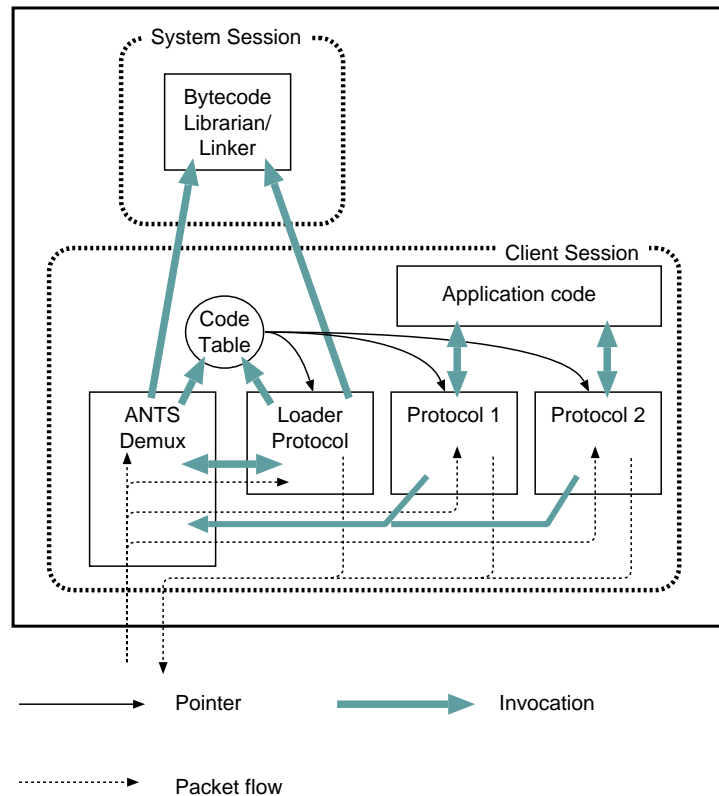 System Session
Bytecode
Librarian/
Linker
Client Session
Application code
Code
Table
ANTS
Demux
Loader
Protocol
Protocol 1
Protocol 2
Pointer
Invocation
Packet flow